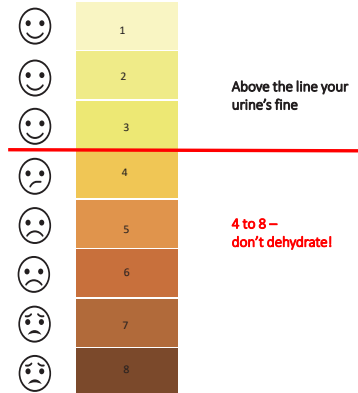 1
2
Above the line your
urine's fine
3
4
4 to 8 –
don't dehydrate!
5
6
7
8